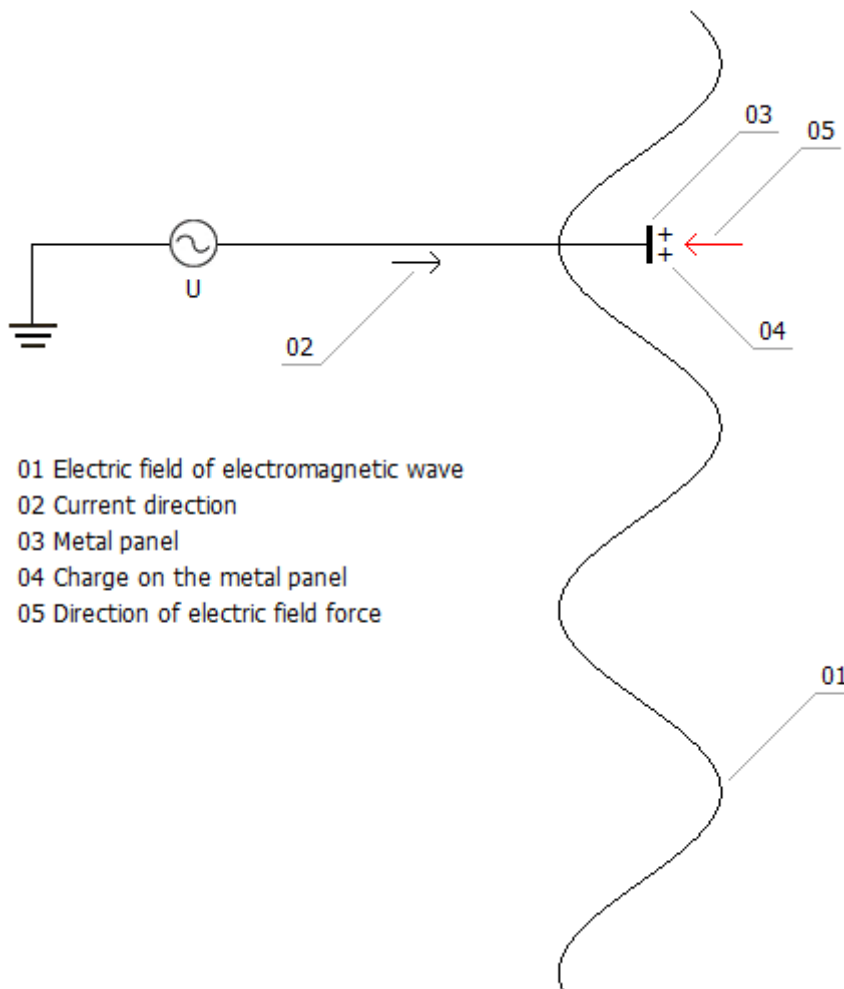 03
05
+
+
U
04
02
01 Electric field of electromagnetic wave
02 Current direction
03 Metal panel
04 Charge on the metal panel
05 Direction of electric field force
01